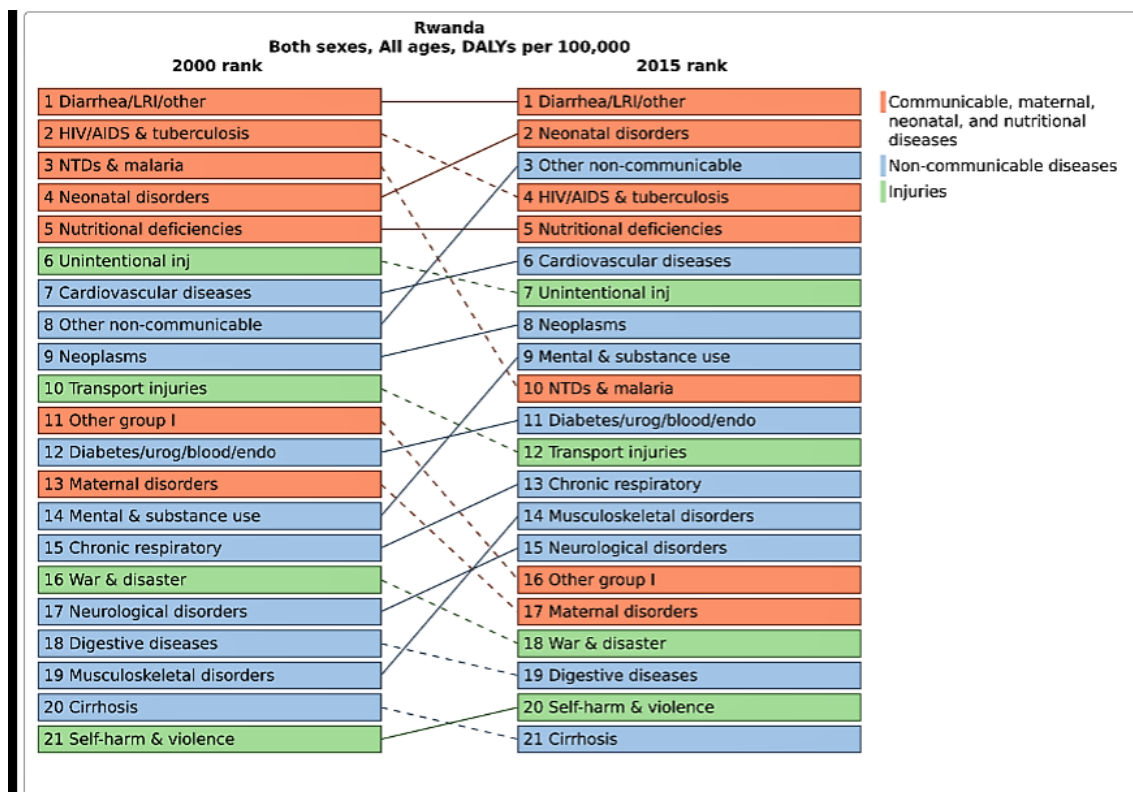 Rwanda
Both sexes, All ages, DALYs per 100,000
2000 rank
2015 rank
1 Diarrhea/LRI/other
2 HIV/AIDS & tuberculosis
3 NTDs & malaria
4 Neonatal disorders
5 Nutritional deficiencies
6 Unintentional inj
7 Cardiovascular diseases
8 Other non-communicable
9 Neoplasms
10 Transport injuries
11 Other group I
12 Diabetes/urog/blood/endo
13 Maternal disorders
14 Mental & substance use
15 Chronic respiratory
16 War & disaster
17 Neurological disorders
18 Digestive diseases
19 Musculoskeletal disorders
20 Cirrhosis
21 Self-harm & violence
1 Diarrhea/LRI/other
2 Neonatal disorders
3 Other non-communicable
4 HIV/AIDS & tuberculosis
5 Nutritional deficiencies
6 Cardiovascular diseases
7 Unintentional inj
8 Neoplasms
9 Mental & substance use
10 NTDs & malaria
11 Diabetes/urog/blood/endo
12 Transport injuries
13 Chronic respiratory
14 Musculoskeletal disorders
15 Neurological disorders
16 Other group I
17 Maternal disorders
18 War & disaster
19 Digestive diseases
20 Self-harm & violence
21 Cirrhosis
Communicable, maternal,
neonatal, and nutritional
diseases
Non-communicable diseases
Injuries